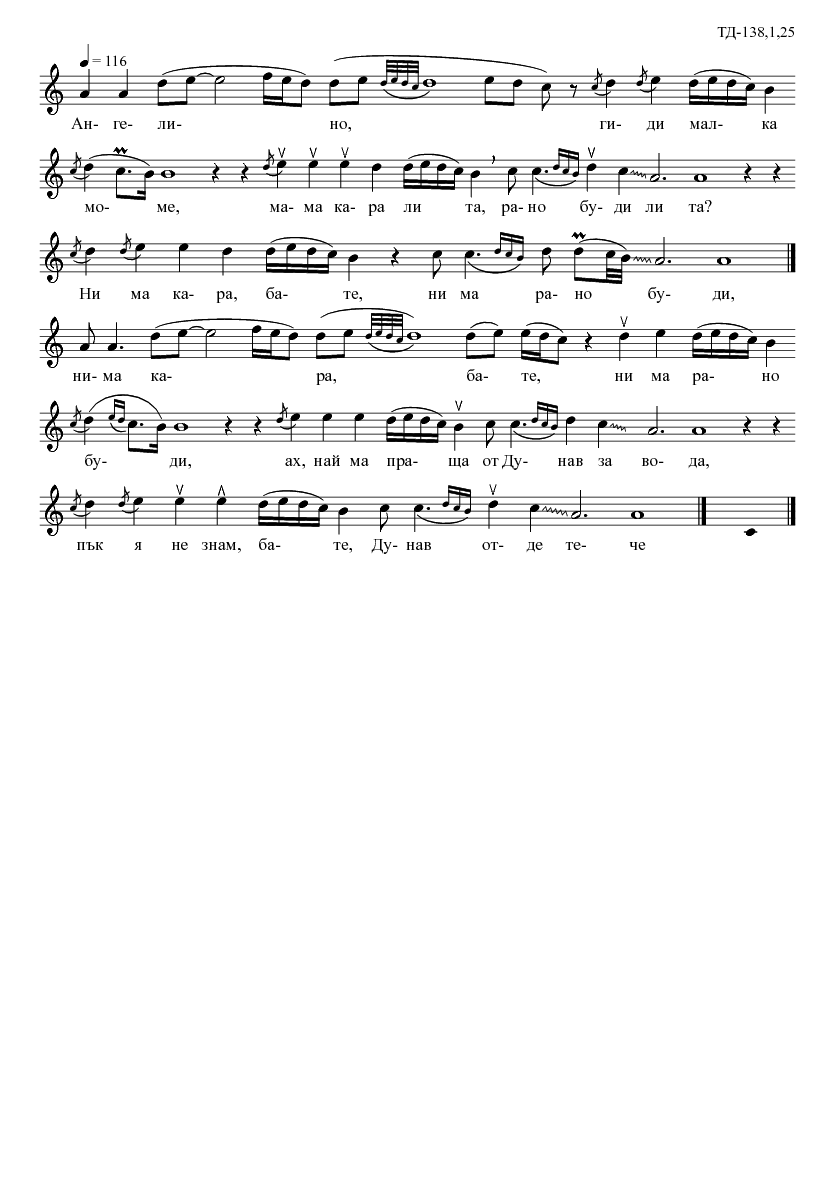 ТД-138,1,25
= 116
Ан- ге- ли- но, ги- ди мал- ка
мо- ме, ма- ма ка- ра ли та, ра- но бу- ди ли та?
Ни ма ка- ра, ба- те, ни ма ра- но бу- ди,
ни- ма ка- ра, ба- те, ни ма ра- но
бу- ди, ах, най ма пра- ща от Ду- нав за во- да,
пък я не знам, ба- те, Ду- нав от- де те- че